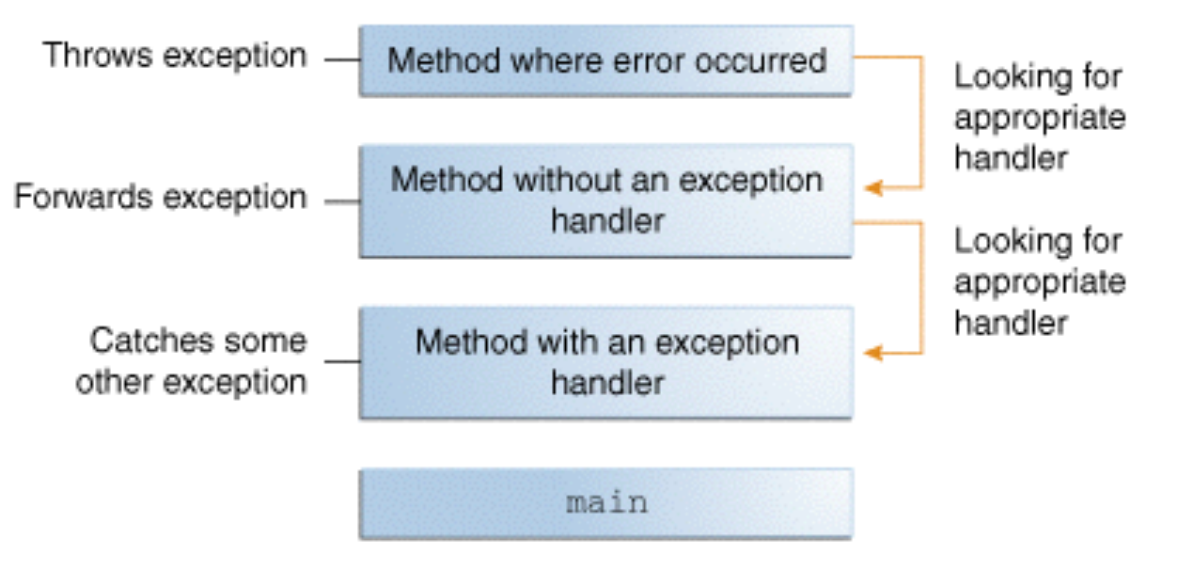 Throws exception
Method where error occurred
Looking for
appropriate
handler
Forwards exception
Method without an exception
handler
Looking for
appropriate
handler
Catches some
other exception
Method with an exception
handler
main